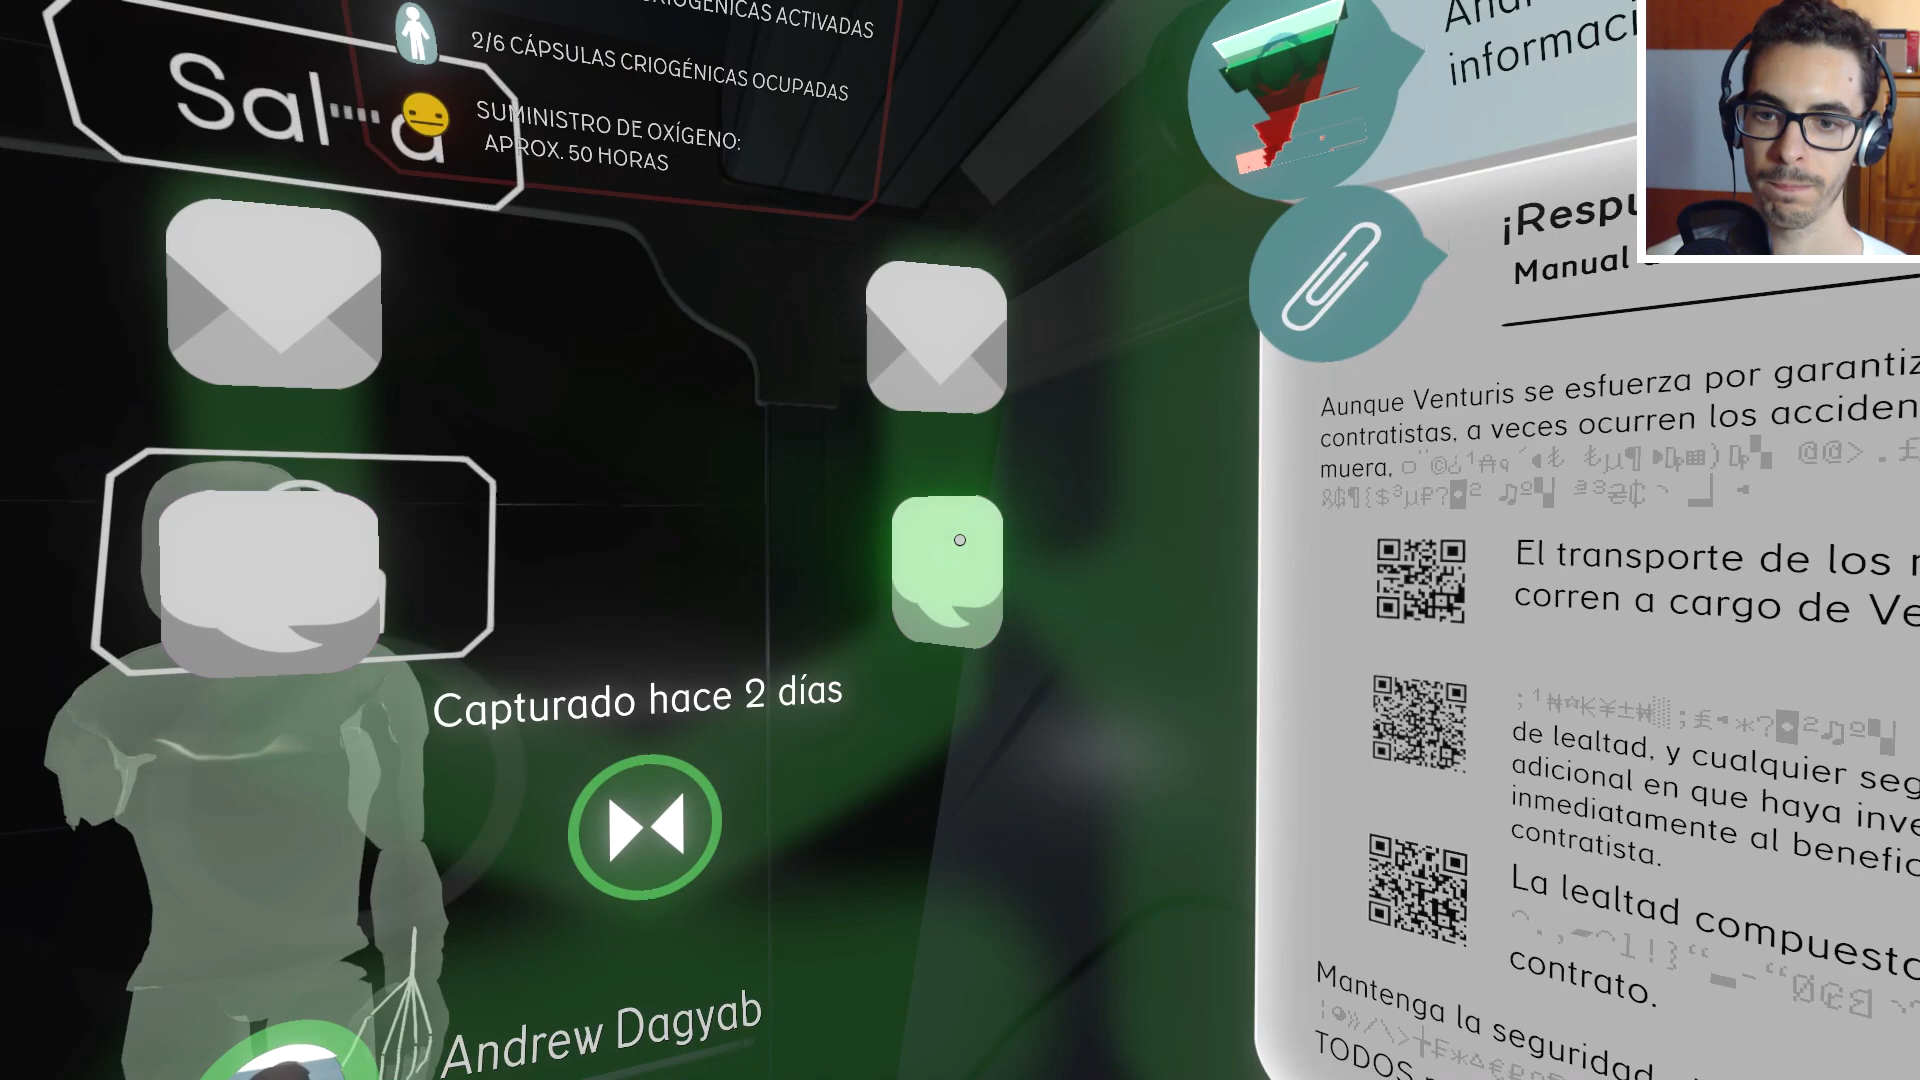 CRIOGÉNICAS ACTIVADAS
2/6 CÁPSULAS CRIOGÉNICAS OCUPADAS
SUMINISTRO DE OXÍGENO:
APROX. 50 HORAS
Capturado hace 2 días
Andrew Dagyab
informaci
¡Respu
Manual
Aunque Venturis se esfuerza por garantiz
contratistas, a veces ocurren los acciden
muera,
El transporte de los r
corren a cargo de Ve
de lealtad, y cualquier seg
adicional en que haya inve
inmediatamente al benefic
contratista.
La lealtad compuesto
contrato.
Mantenga la seguridad
TODOS